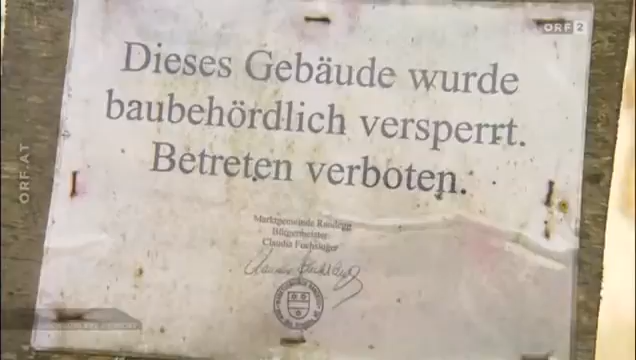 ORF 2
Dieses Gebäude wurde
baubehördlich versperrt.
Betreten verboten.
Marktgemeinde Randegg
Bürgermeister
Claudia Fuchsluger
ORF.AT